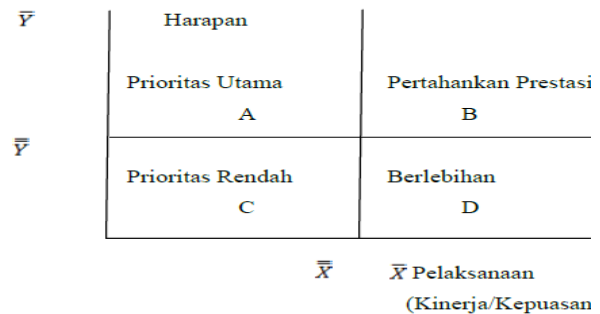 Y̅ Harapan
Prioritas Utama Pertahankan Prestasi
A B
Y̿
Prioritas Rendah Berlebihan
C D
X̿ X̅ Pelaksanaan
(Kinerja/Kepuasan